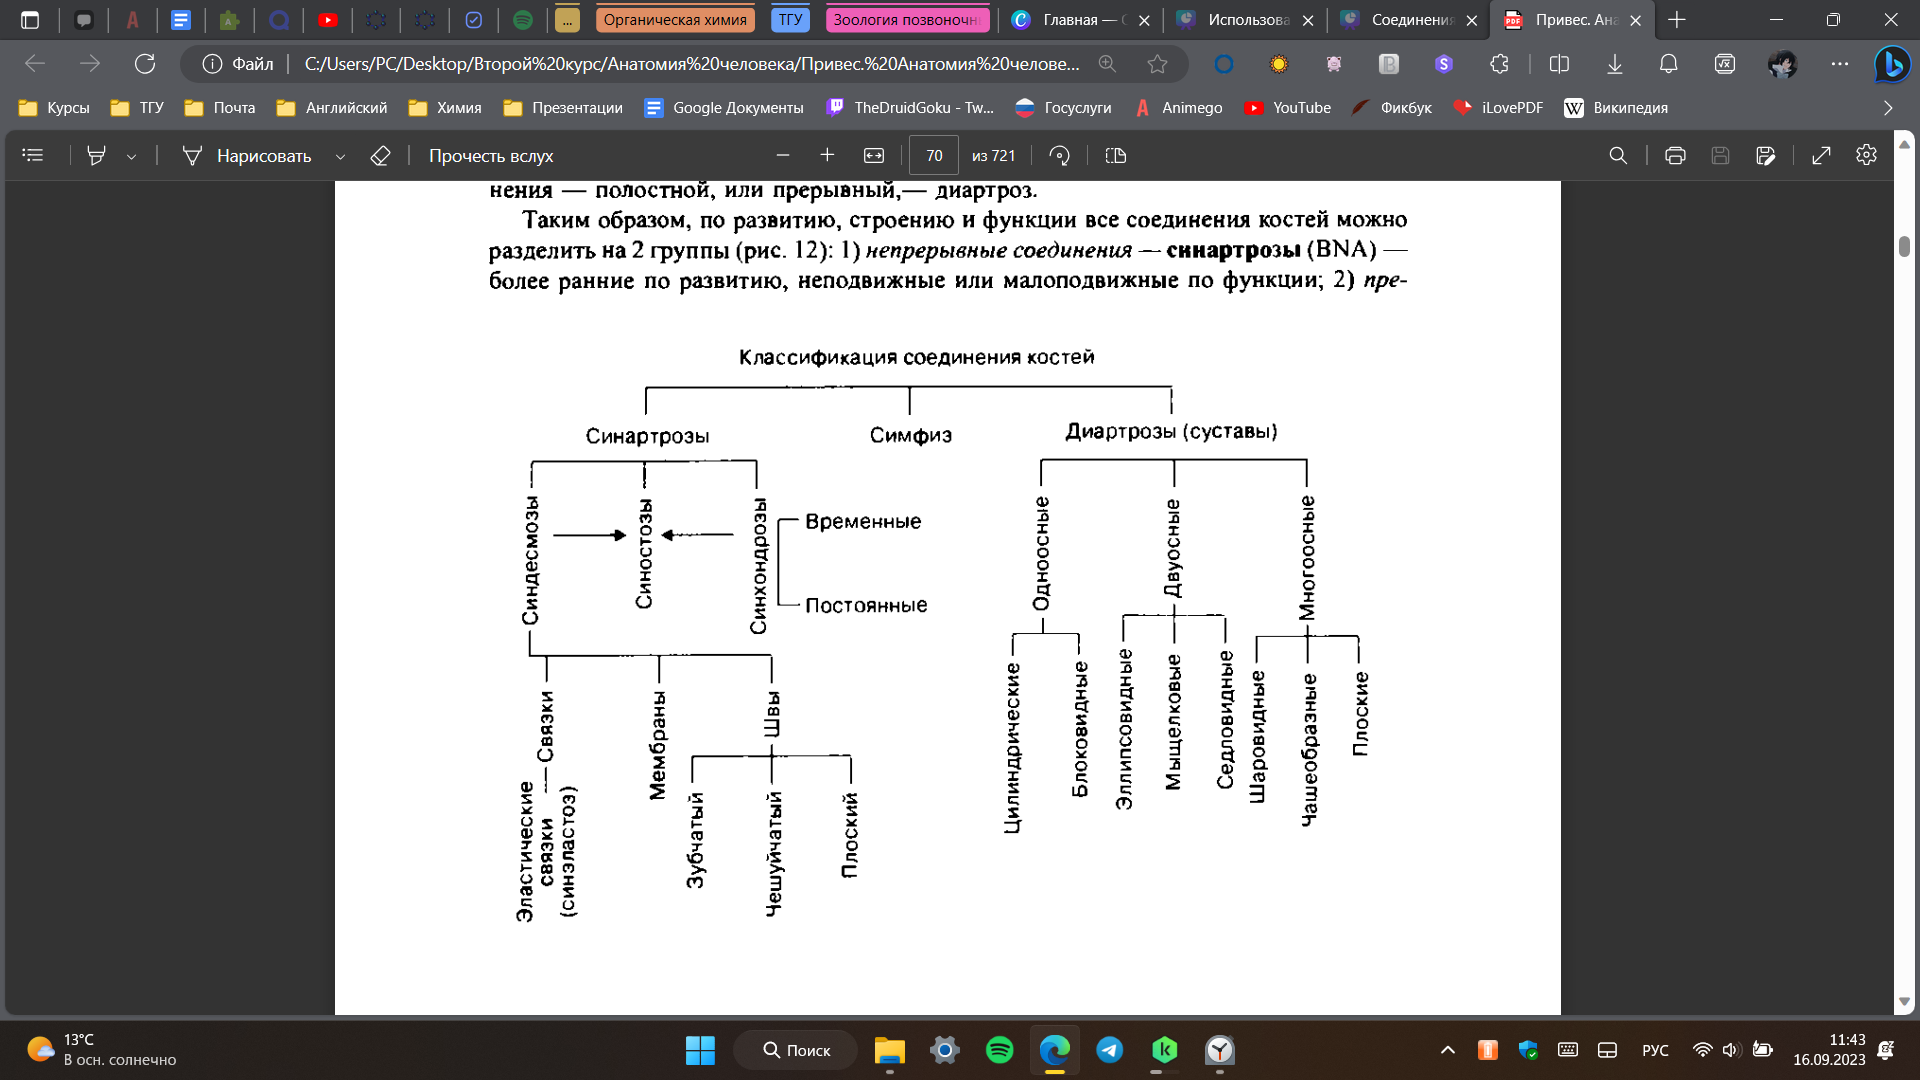 ...
Органическая химия
ТГУ
Зоология позвоночн
Главная — С
Использова
Соединения
Привес. Ана
Файл
C:/Users/PC/Desktop/Второй%20курс/Анатомия%20человека/Привес.%20Анатомия%20челове...
Курсы
ТГУ
Почта
Английский
Химия
Презентации
Google Документы
TheDruidGoku - Tw...
Госуслуги
Animego
YouTube
Фикбук
iLovePDF
Википедия
Нарисовать
Прочесть вслух
70
из 721
нения — полостной, или прерывный,— диартроз.
Таким образом, по развитию, строению и функции все соединения костей можно
разделить на 2 группы (рис. 12): 1) непрерывные соединения — синартрозы (BNA) —
более ранние по развитию, неподвижные или малоподвижные по функции; 2) пре-
Классификация соединения костей
Синартрозы
Симфиз
Диартрозы (суставы)
Синдесмозы
Синостозы
Синхондрозы
Временные
Постоянные
Одноосные
Двуосные
Многоосные
Связки
Мембраны
Швы
Цилиндрические
Блоковидные
Эллипсовидные
Мыщелковые
Седловидные
Шаровидные
Чашеобразные
Плоские
Эластические
связки
(синэластоз)
Зубчатый
Чешуйчатый
Плоский
13°C
В осн. солнечно
Поиск
РУС
11:43
16.09.2023